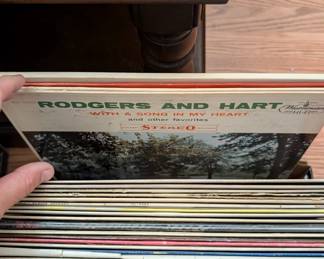 RODGERS AND HART
WITH A SONG IN MY HEART
and other favorites
STEREO